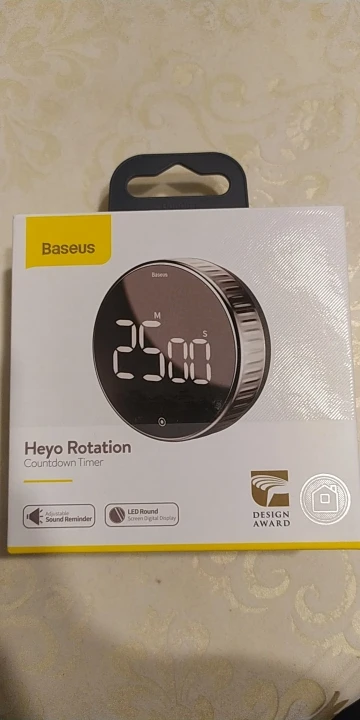 Baseus
Baseus
M
S
25 00
Heyo Rotation
Countdown Timer
Adjustable
Sound Reminder
LED Round
Screen Digital Display
DESIGN
AWARD